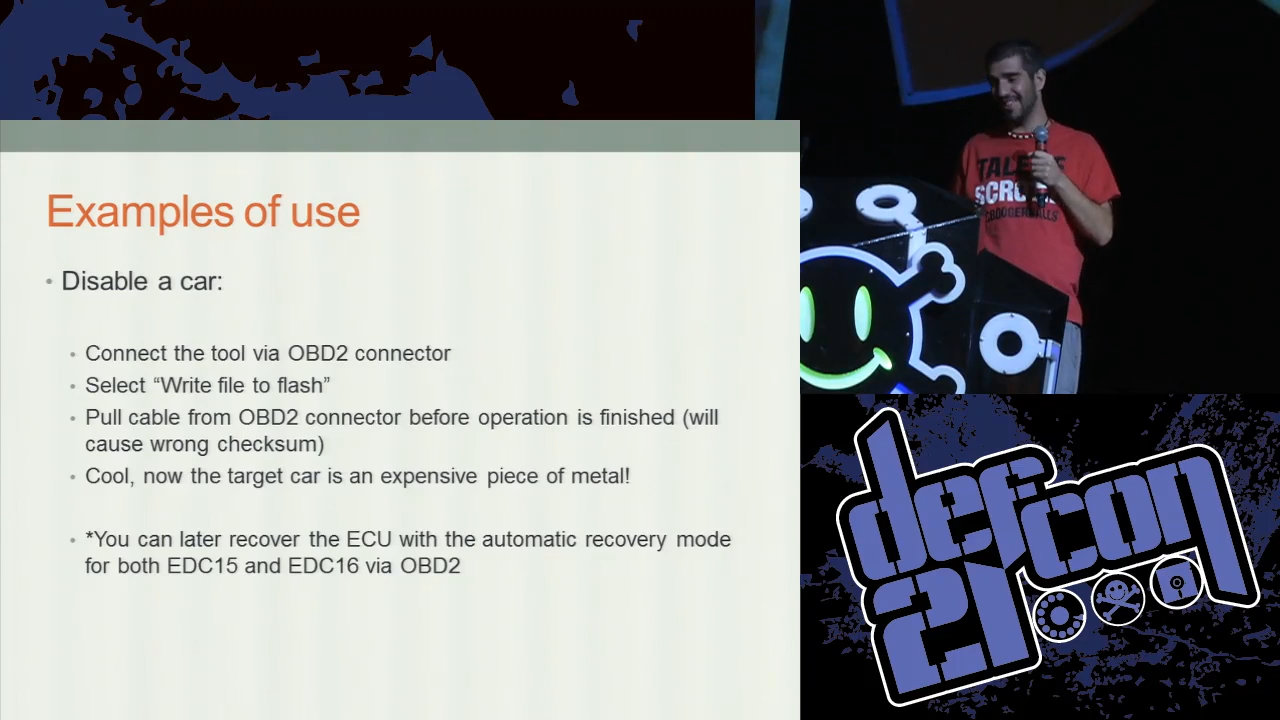 Examples of use
• Disable a car:
• Connect the tool via OBD2 connector
• Select “Write file to flash”
• Pull cable from OBD2 connector before operation is finished (will
cause wrong checksum)
• Cool, now the target car is an expensive piece of metal!
• *You can later recover the ECU with the automatic recovery mode
for both EDC15 and EDC16 via OBD2
defcon
21